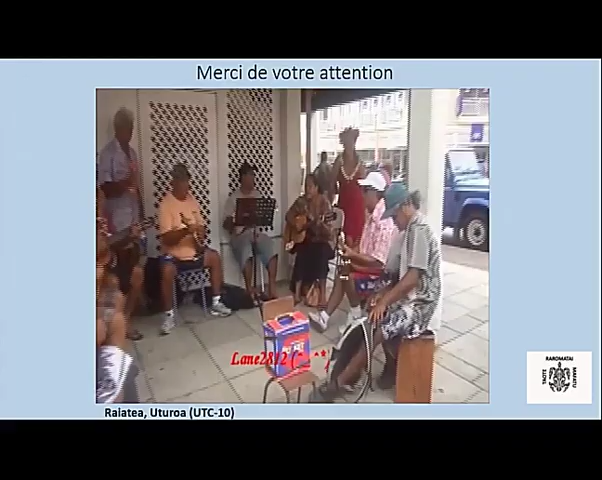 Merci de votre attention
Lane2812 (^_^*)
RAROMATAI
Raiatea, Uturoa (UTC-10)